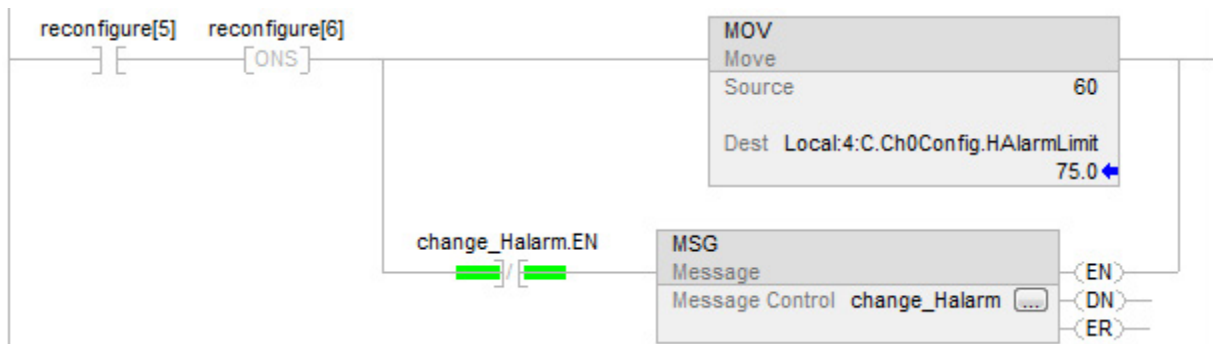 reconfigure[5] reconfigure[6]
ONS
MOV
Move
Source 60
Dest Local:4:C.Ch0Config.HAlarmLimit
75.0
change_Halarm.EN
MSG
Message
Message Control change_Halarm ...
EN
DN
ER